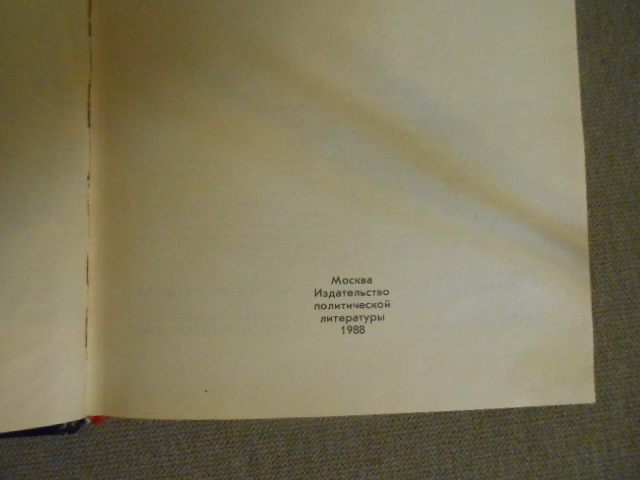 Москва
Издательство
политической
литературы
1988